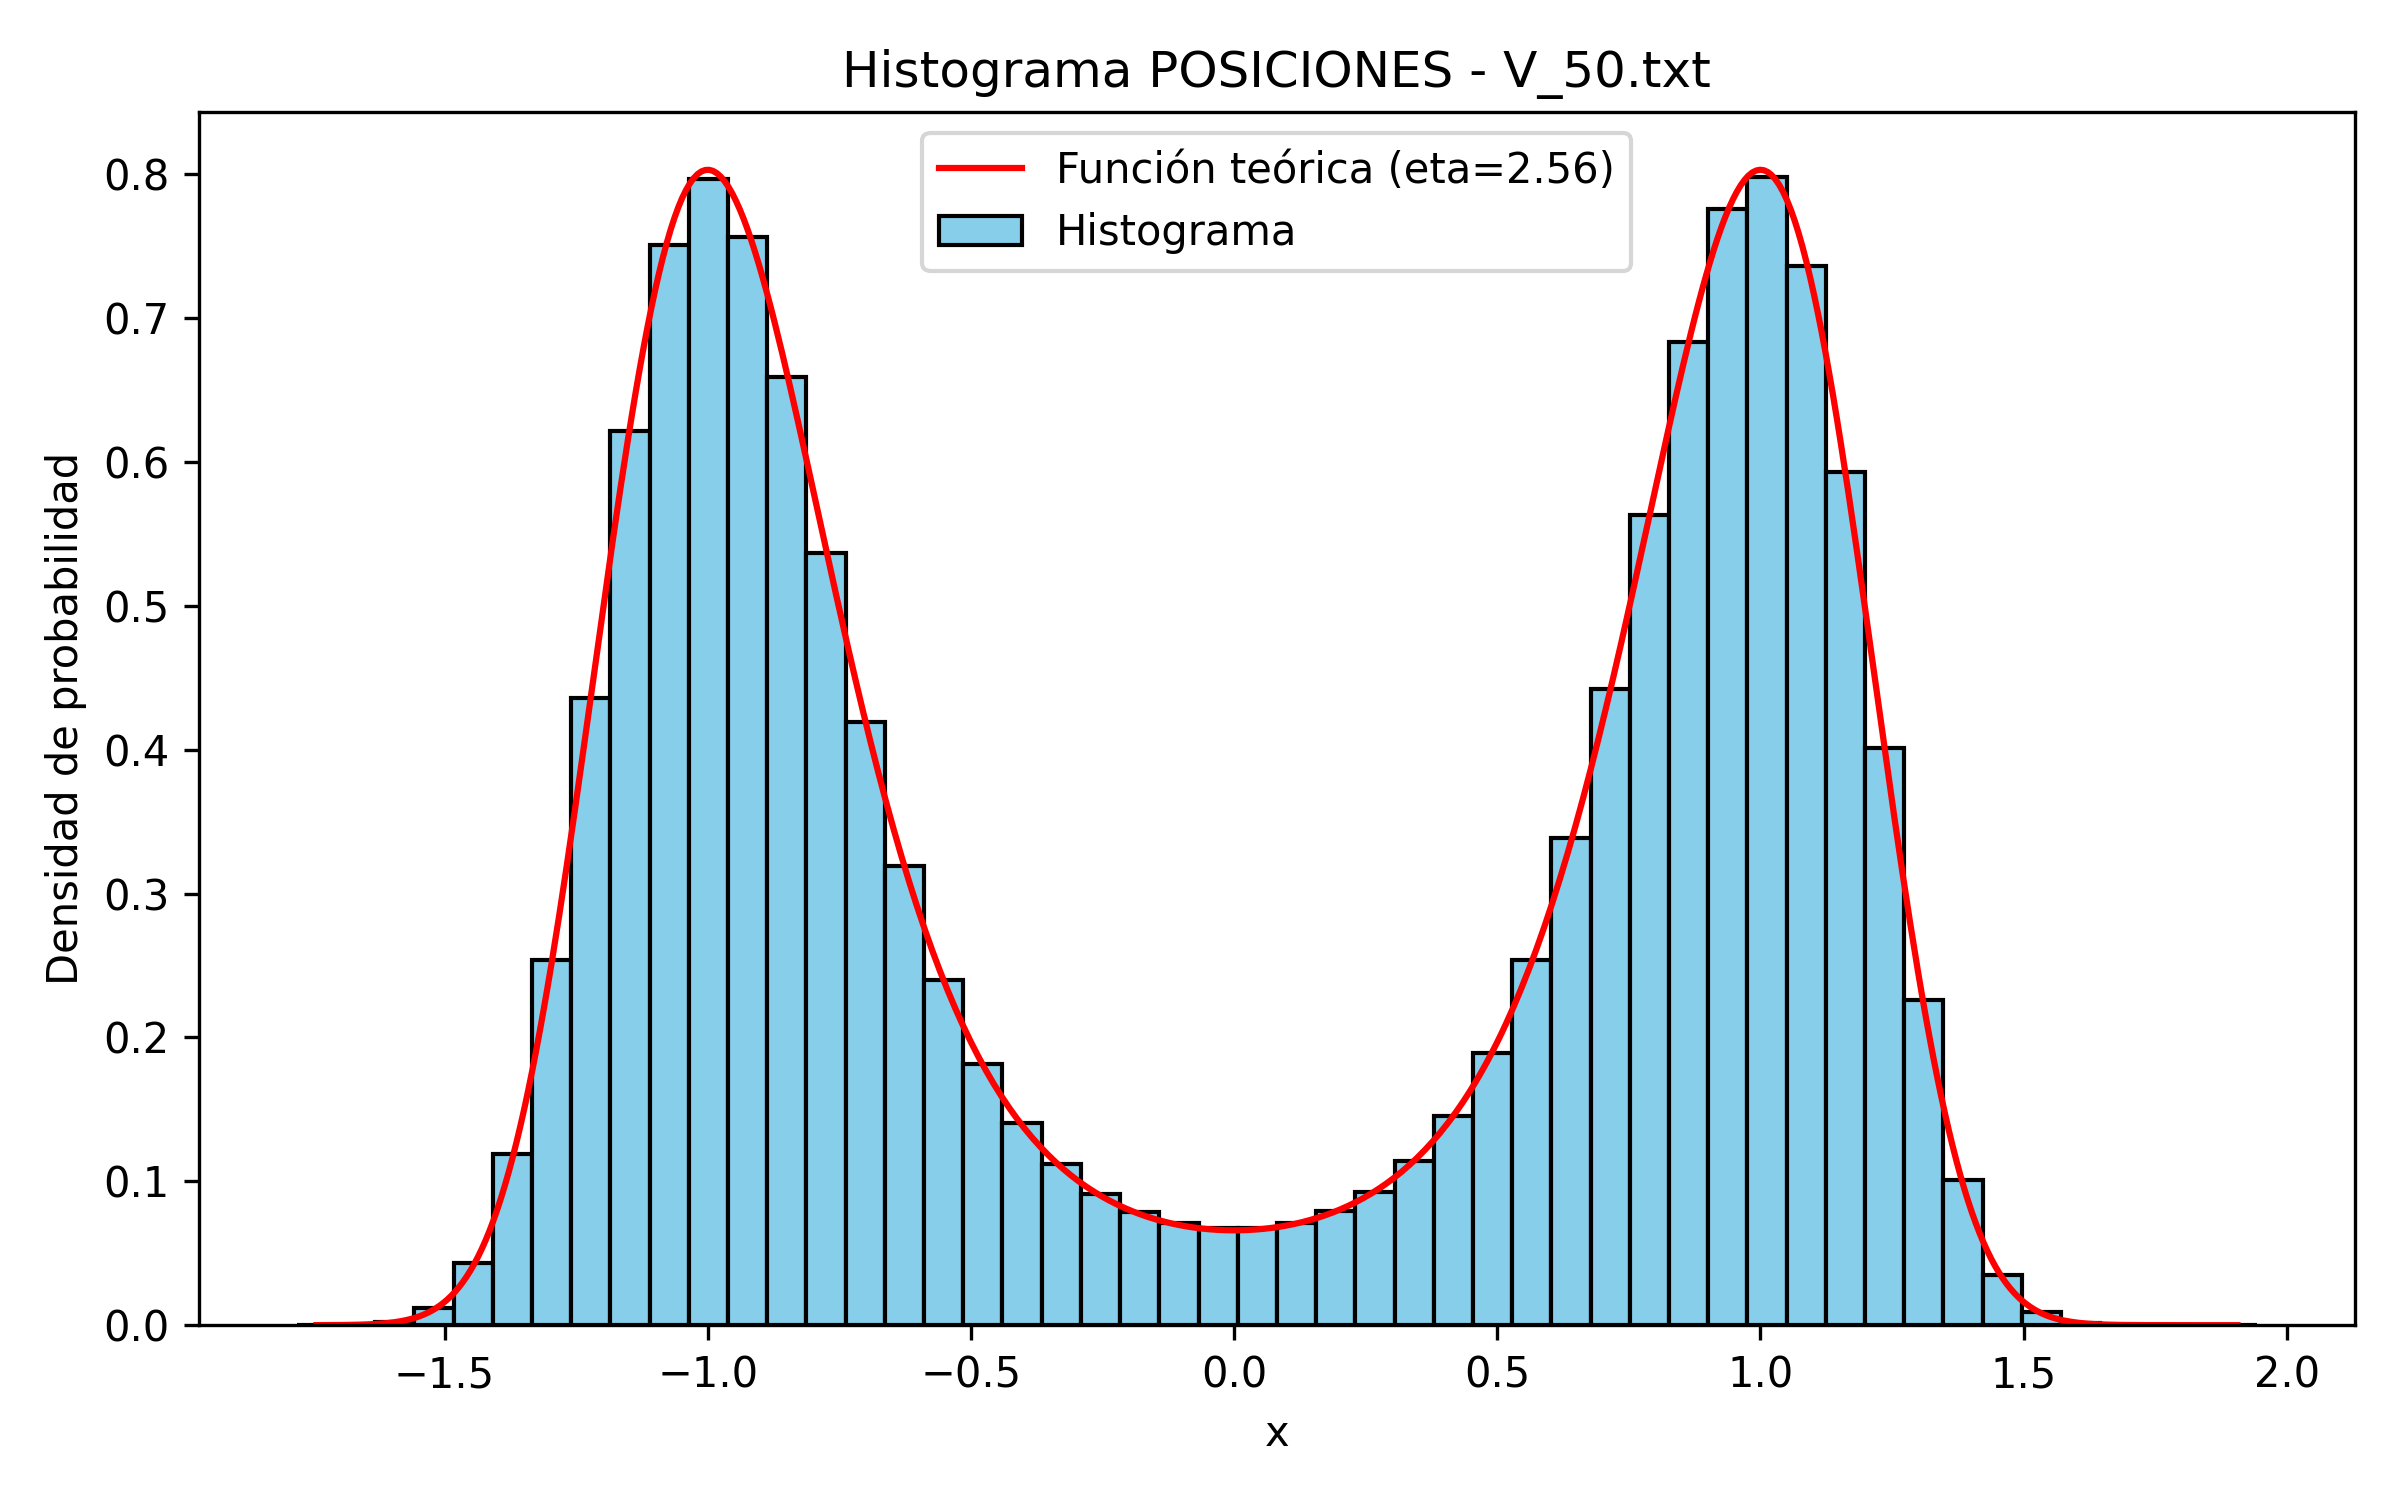 Histograma POSICIONES - V_50.txt
Función teórica (eta=2.56)
Histograma
Densidad de probabilidad
0.8
0.7
0.6
0.5
0.4
0.3
0.2
0.1
0.0
−1.5 −1.0 −0.5 0.0 0.5 1.0 1.5 2.0
x